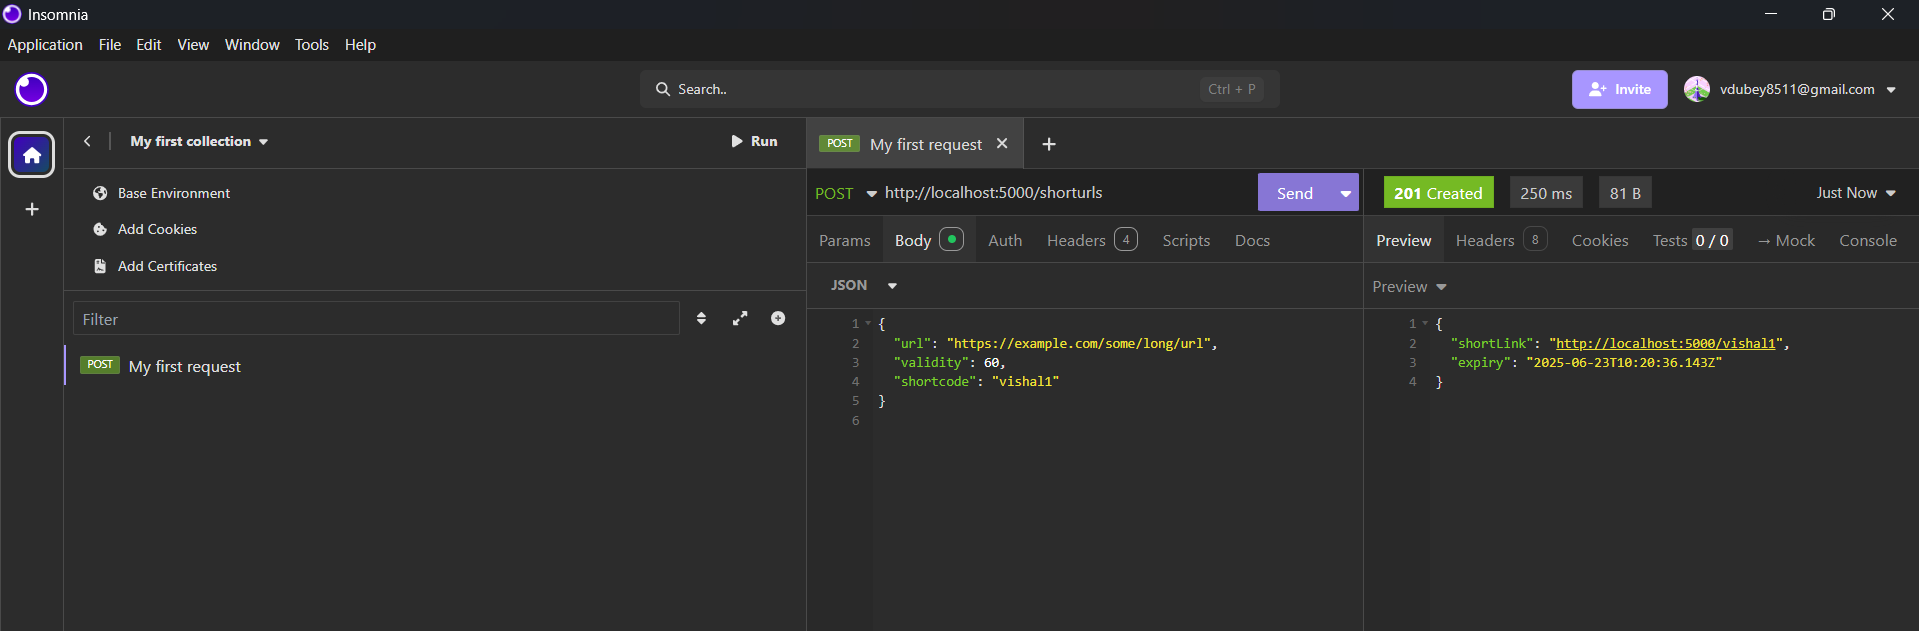 Insomnia
Application File Edit View Window Tools Help
Search.. Ctrl + P
Invite
vdubey8511@gmail.com
My first collection
Run
Base Environment
Add Cookies
Add Certificates
Filter
POST My first request
POST My first request
POST http://localhost:5000/shorturls Send
Params Body Auth Headers 4 Scripts Docs
JSON
1 {
2 "url": "https://example.com/some/long/url",
3 "validity": 60,
4 "shortcode": "vishal1"
5 }
6
201 Created 250 ms 81 B Just Now
Preview Headers 8 Cookies Tests 0 / 0 → Mock Console
Preview
1 {
2 "shortLink": "http://localhost:5000/vishal1",
3 "expiry": "2025-06-23T10:20:36.143Z"
4 }